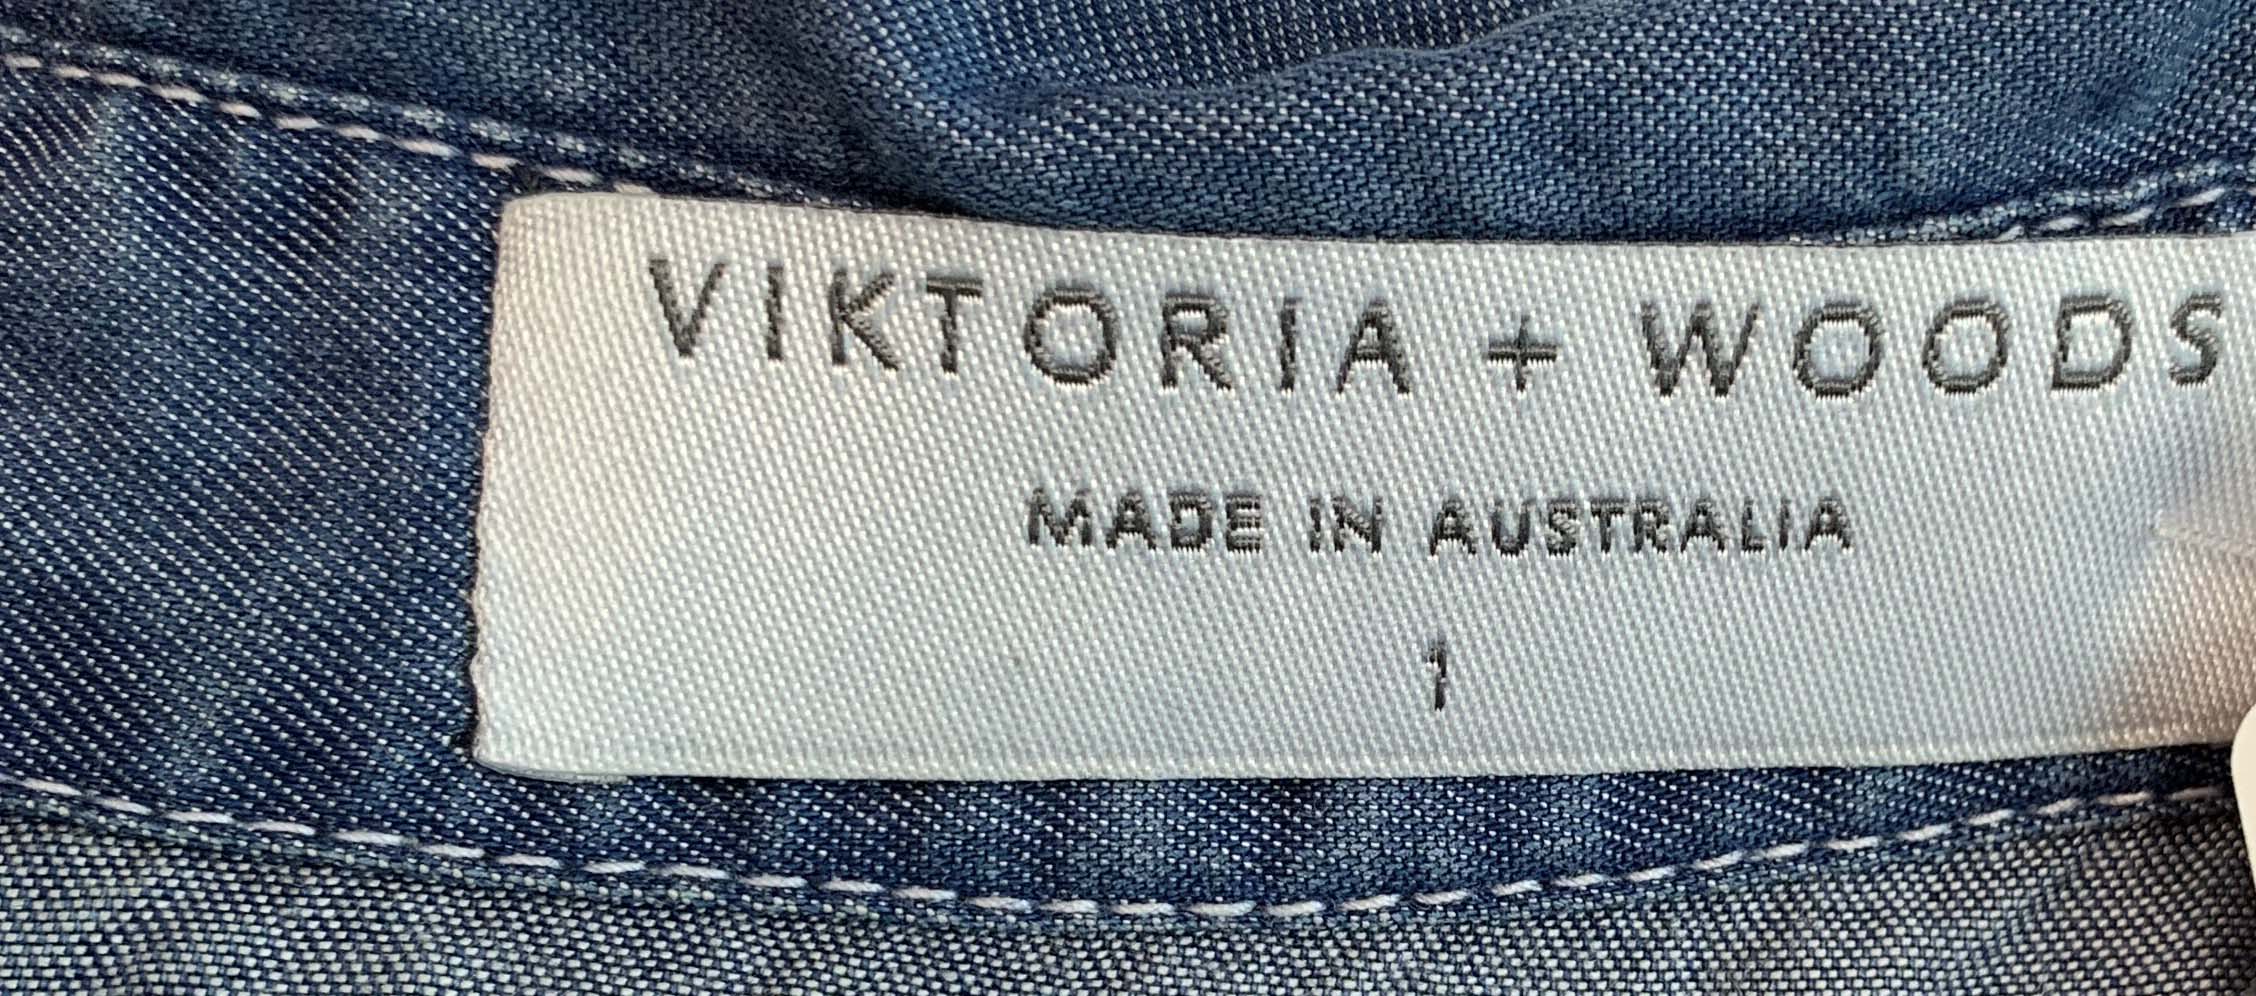 VIKTORIA + WOODS
MADE IN AUSTRALIA
1